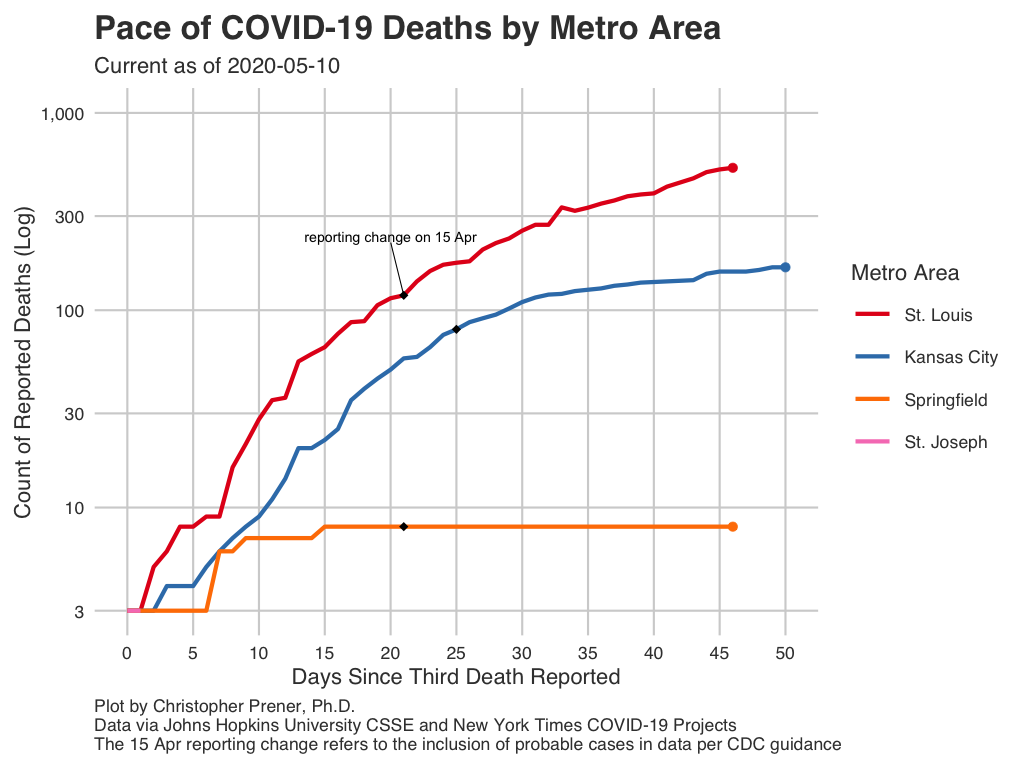 Pace of COVID-19 Deaths by Metro Area
Current as of 2020-05-10
Count of Reported Deaths (Log)
1,000
300
100
30
10
3
reporting change on 15 Apr
0 5 10 15 20 25 30 35 40 45 50
Days Since Third Death Reported
Metro Area
St. Louis
Kansas City
Springfield
St. Joseph
Plot by Christopher Prener, Ph.D.
Data via Johns Hopkins University CSSE and New York Times COVID-19 Projects
The 15 Apr reporting change refers to the inclusion of probable cases in data per CDC guidance